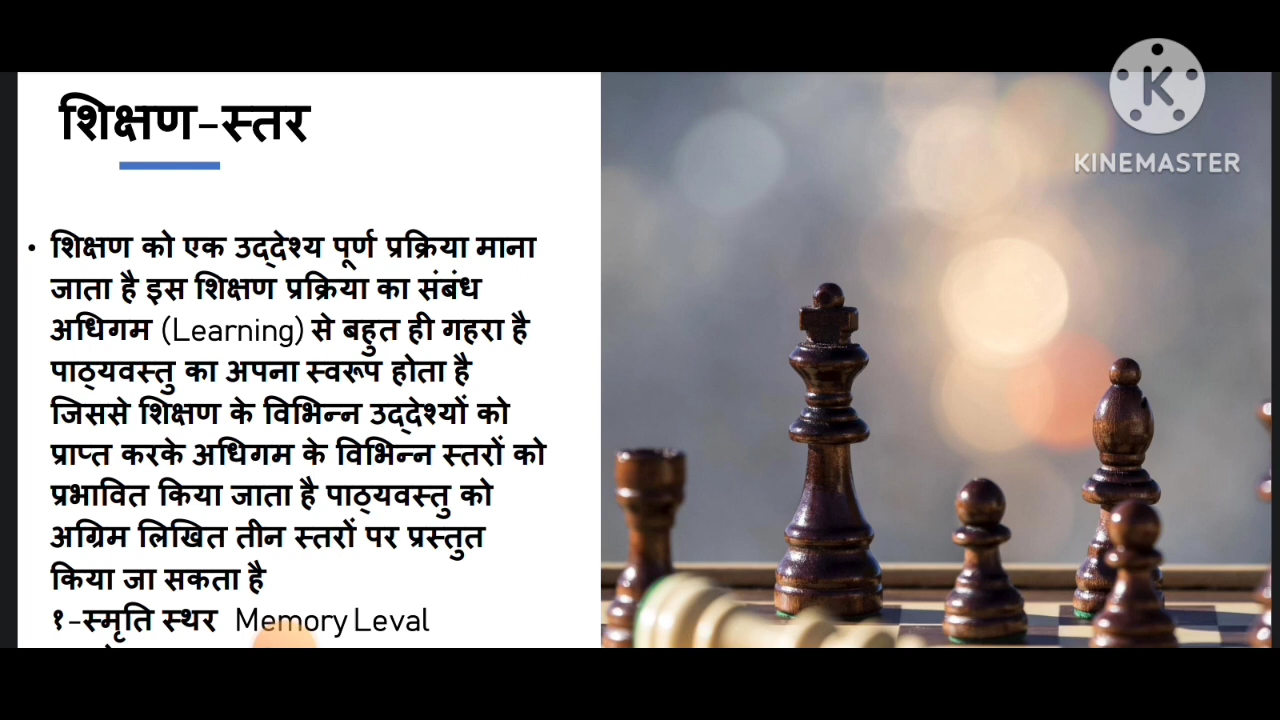 शिक्षण-स्तर
• शिक्षण को एक उद्देश्य पूर्ण प्रक्रिया माना
जाता है इस शिक्षण प्रक्रिया का संबंध
अधिगम (Learning) से बहुत ही गहरा है
पाठ्यवस्तु का अपना स्वरूप होता है
जिससे शिक्षण के विभिन्न उद्देश्यों को
प्राप्त करके अधिगम के विभिन्न स्तरों को
प्रभावित किया जाता है पाठ्यवस्तु को
अग्रिम लिखित तीन स्तरों पर प्रस्तुत
किया जा सकता है
१-स्मृति स्थर Memory Leval
K
KINEMASTER